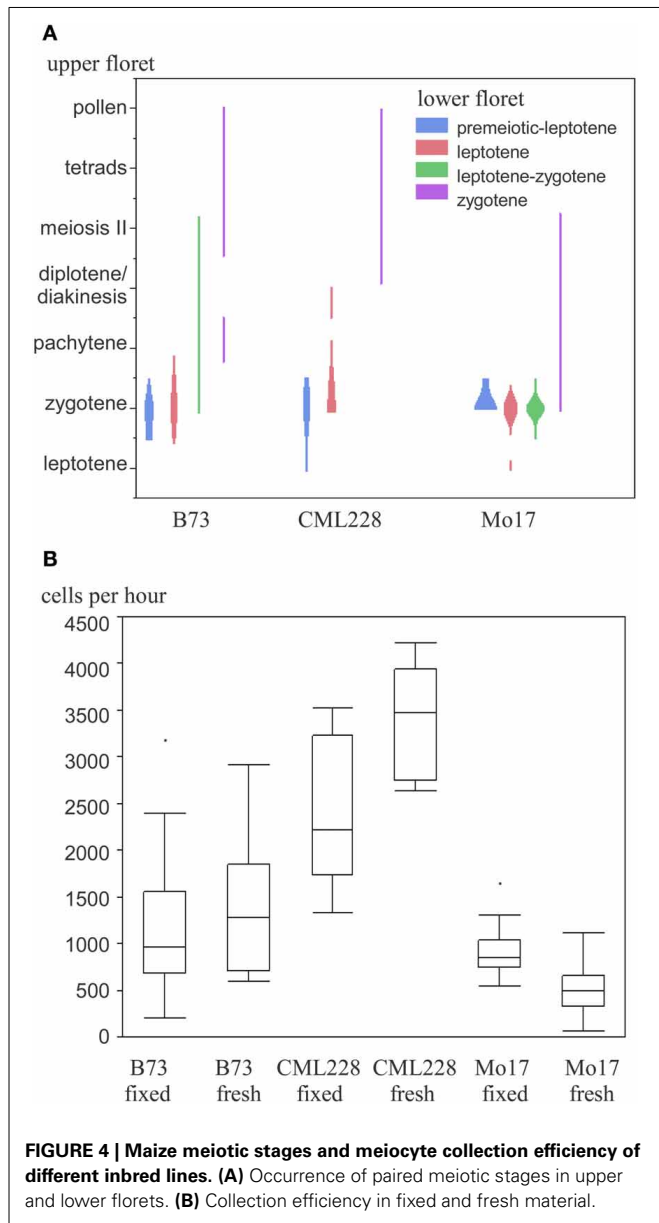 A
upper floret
lower floret
premeiotic-leptotene
leptotene
leptotene-zygotene
zygotene
pollen
tetrads
meiosis II
diplotene/
diakinesis
pachytene
zygotene
leptotene
B73 CML228 Mo17
B
cells per hour
4500
4000
3500
3000
2500
2000
1500
1000
500
0
B73 B73 CML228 CML228 Mo17 Mo17
fixed fresh fixed fresh fixed fresh
FIGURE 4 | Maize meiotic stages and meiocyte collection efficiency of
different inbred lines. (A) Occurrence of paired meiotic stages in upper
and lower florets. (B) Collection efficiency in fixed and fresh material.